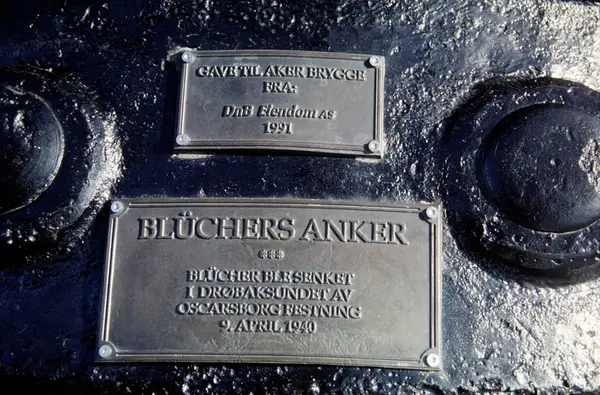 GAVE TIL AKER BRYGGE
FRA:
DnB Eiendom AS
1991
BLÜCHERS ANKER
***
BLÜCHER BLE SENKET
I DRØBAKSUNDET AV
OSCARSBORG FESTNING
9. APRIL 1940